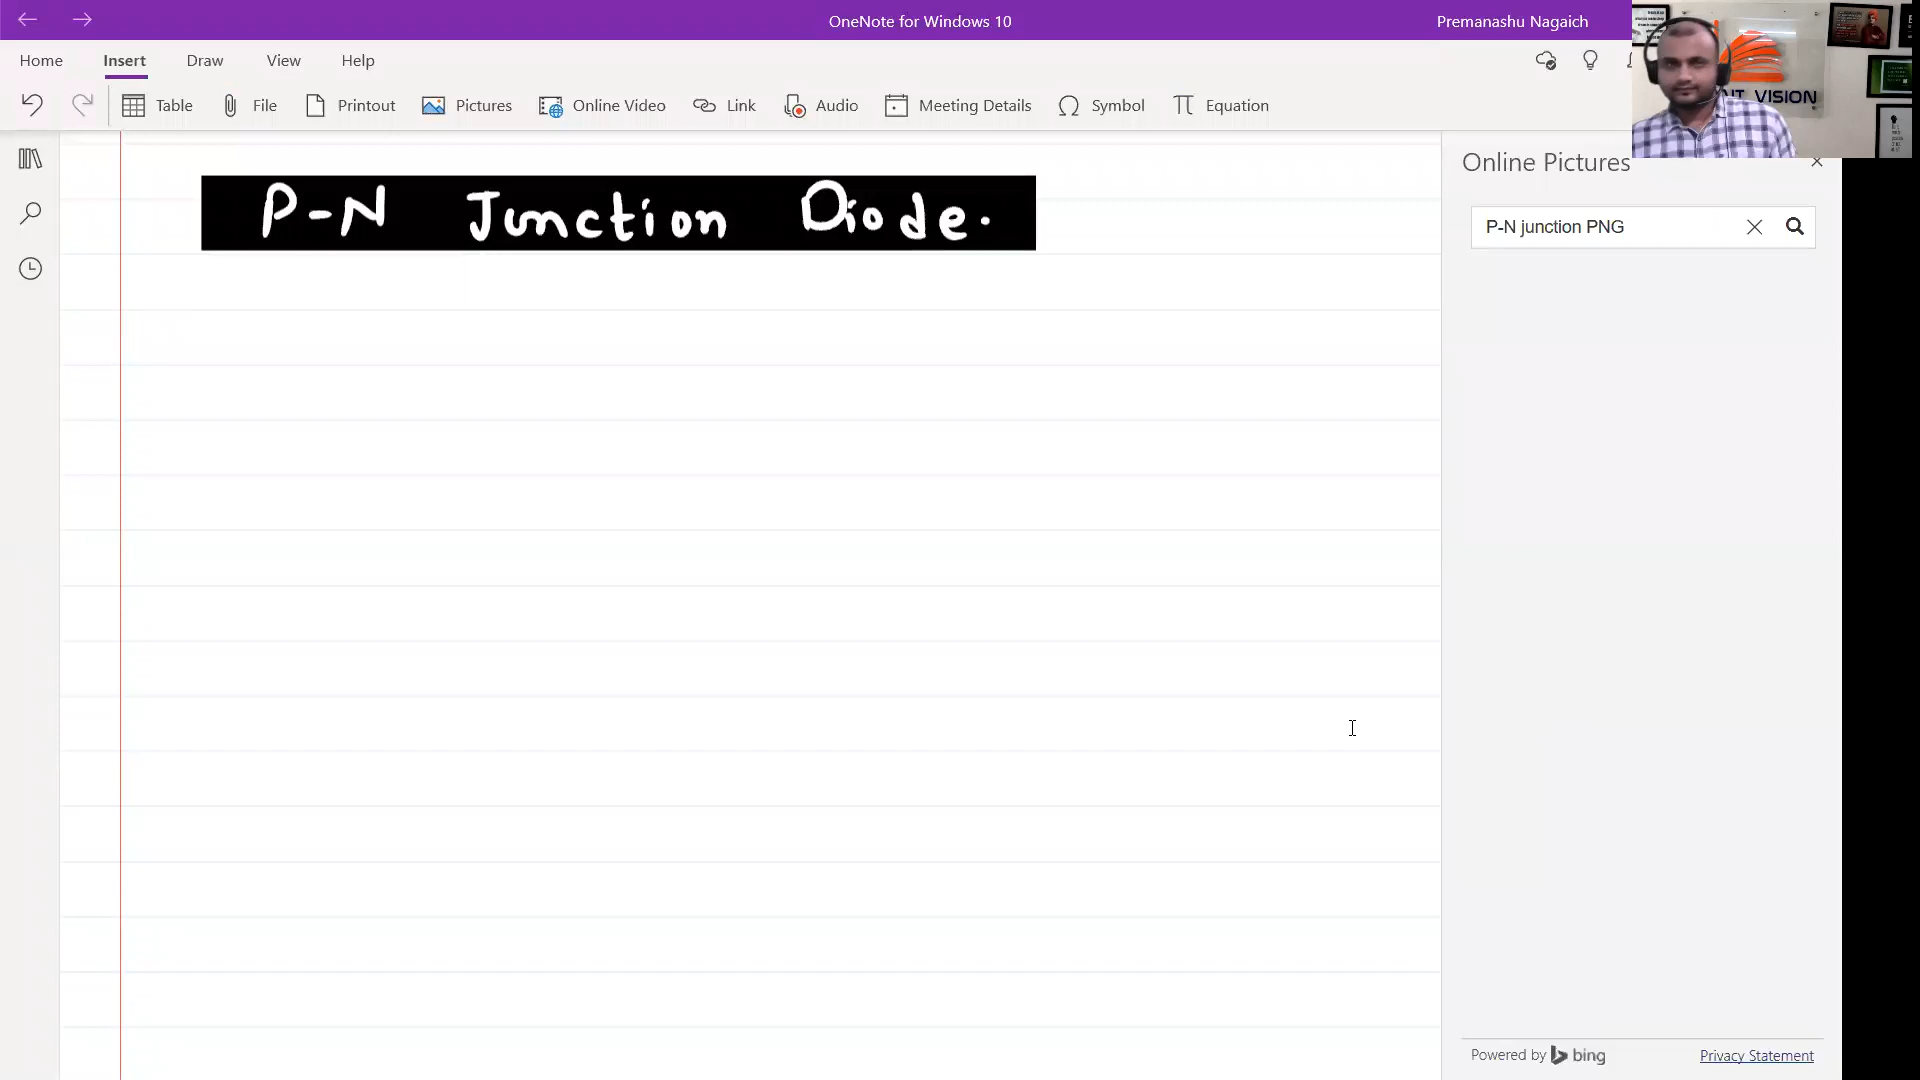 OneNote for Windows 10
Premanashu Nagaich
Home Insert Draw View Help
Table File Printout Pictures Online Video Link Audio Meeting Details Symbol Equation
VISION
Online Pictures
P-N junction PNG
P-N Junction Diode.
Powered by bing
Privacy Statement